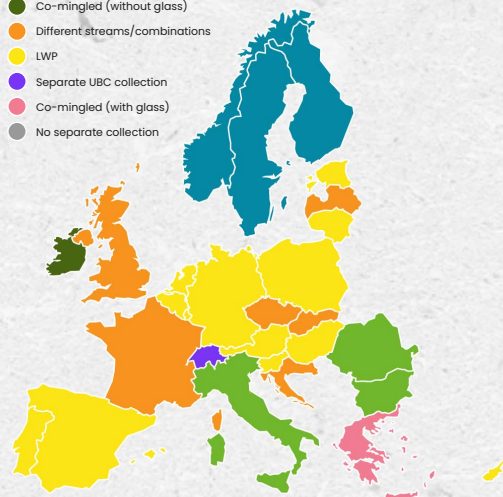 Co-mingled (without glass)
Different streams/combinations
LWP
Separate UBC collection
Co-mingled (with glass)
No separate collection